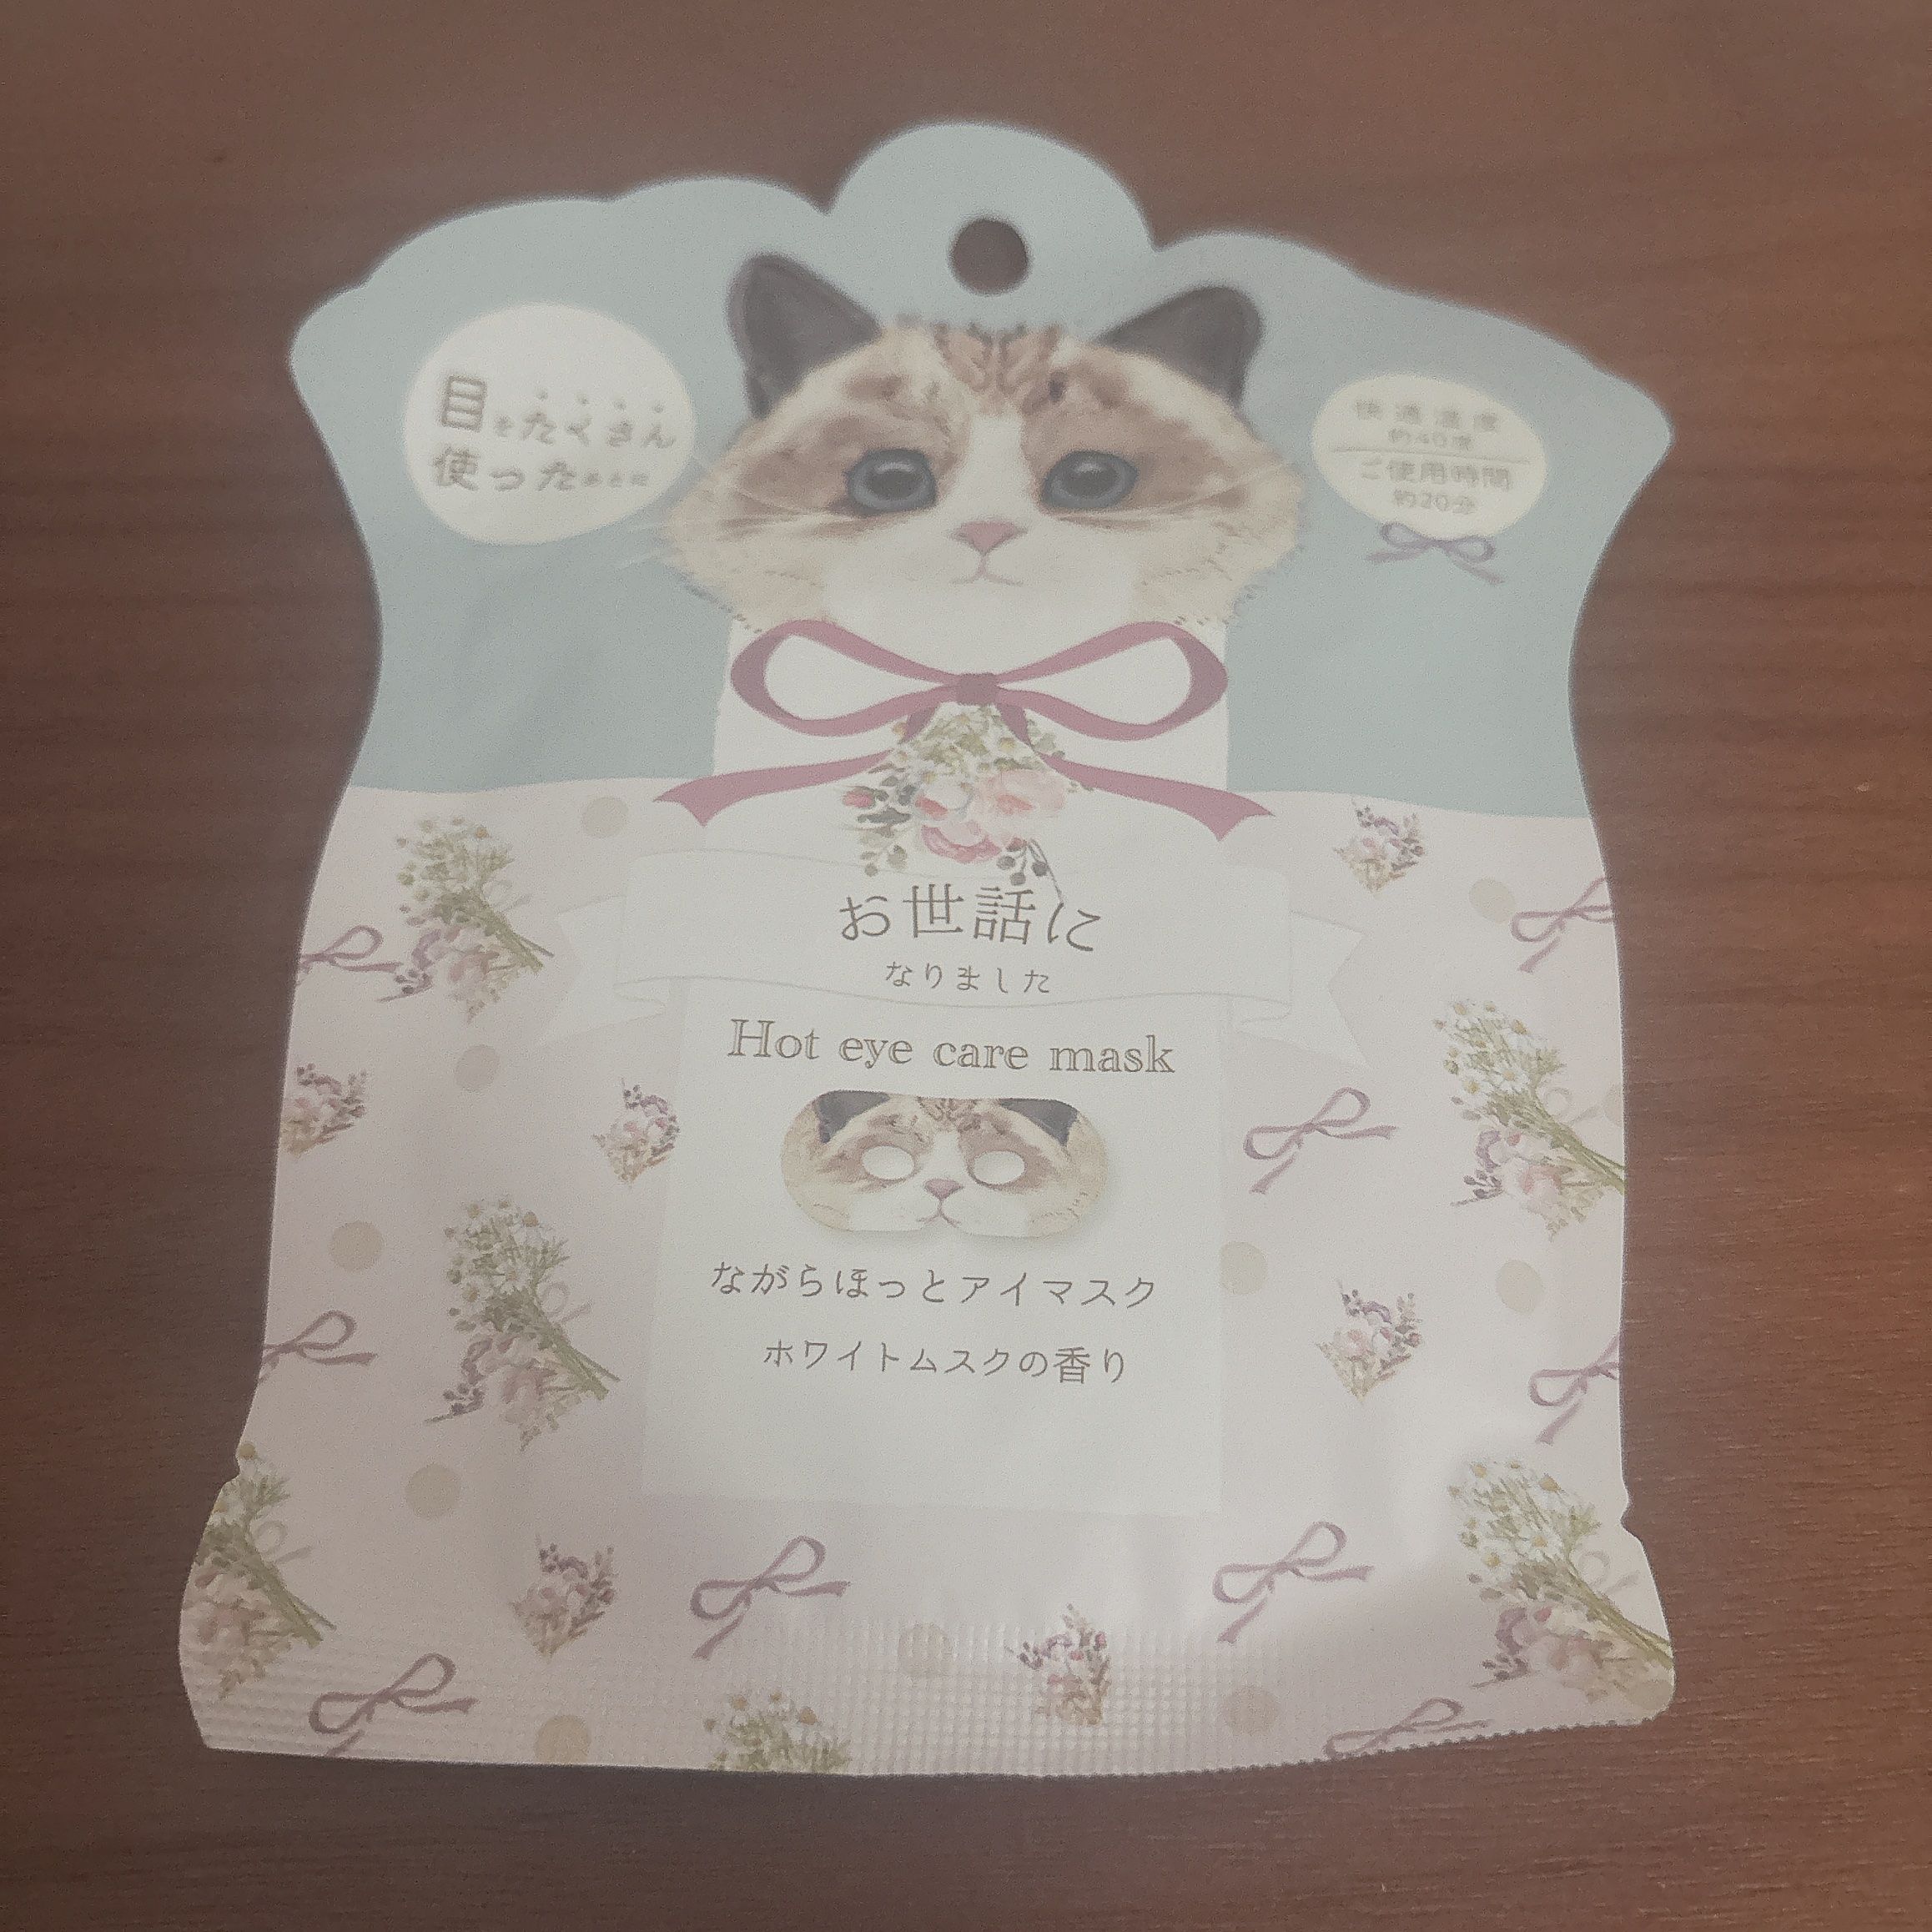 目をたくさん
使ったあとに
快適温度
約40度
ご使用時間
約20分
お世話に
なりました
Hot eye care mask
ながらほっとアイマスク
ホワイトムスクの香り